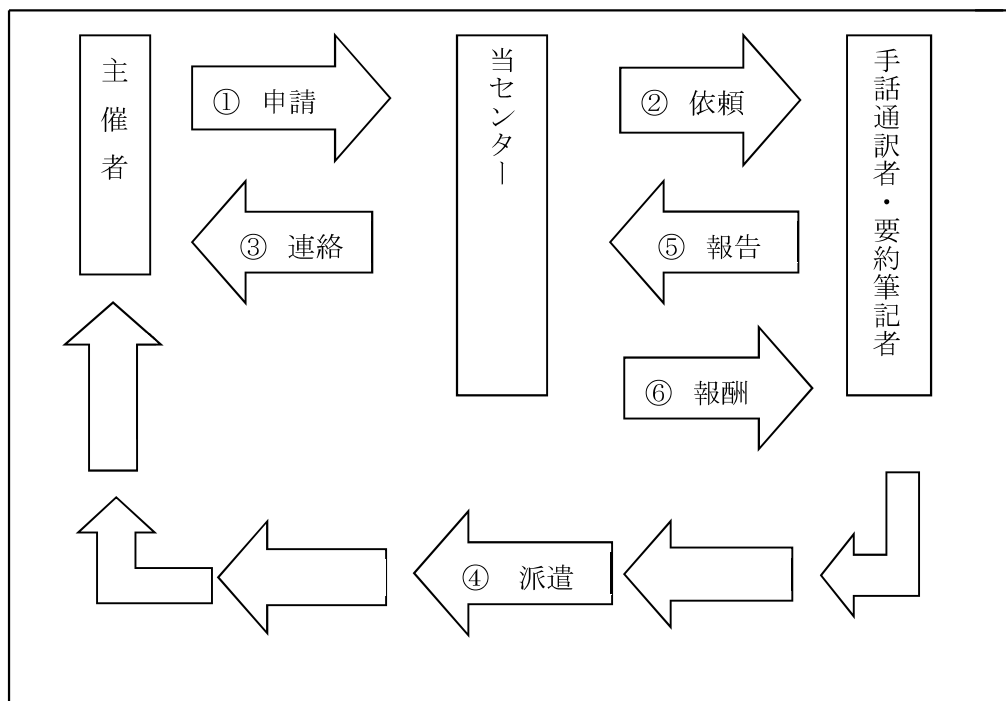 主催者
① 申請
当センター
② 依頼
手話通訳者・要約筆記者
③ 連絡
⑤ 報告
⑥ 報酬
④ 派遣